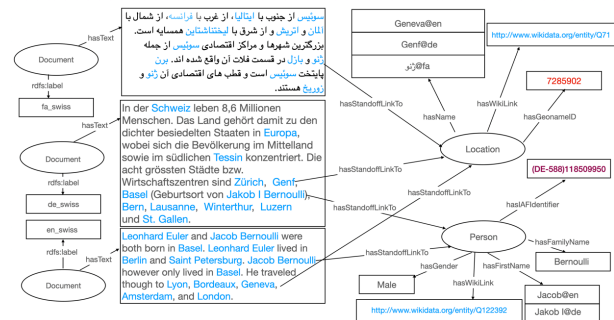 سوئیس از جنوب با ایتالیا، از غرب با فرانسه، از شمال با
آلمان و اتریش و از شرق با لیختن‌اشتاین همسایه است.
بزرگترین شهرها و مراکز اقتصادی سوئیس از جمله
ژنو و بازل در قسمت فلات آن واقع شده اند. برن
پایتخت سوئیس است و قطب های اقتصادی آن ژنو و
زوریخ هستند.
hasText
Document
rdfs:label
fa_swiss
In der Schweiz leben 8,6 Millionen
Menschen. Das Land gehört damit zu den
dichter besiedelten Staaten in Europa,
wobei sich die Bevölkerung im Mittelland
sowie im südlichen Tessin konzentriert. Die
acht grössten Städte bzw.
Wirtschaftszentren sind Zürich, Genf,
Basel (Geburtsort von Jakob I Bernoulli),
Bern, Lausanne, Winterthur, Luzern
und St. Gallen.
hasText
Document
rdfs:label
de_swiss
en_swiss
rdfs:label
hasText
Document
Leonhard Euler and Jacob Bernoulli were
both born in Basel. Leonhard Euler lived in
Berlin and Saint Petersburg. Jacob Bernoulli
however only lived in Basel. He traveled
though to Lyon, Bordeaux, Geneva,
Amsterdam, and London.
Geneva@en
Genf@de
ژنو@fa
http://www.wikidata.org/entity/Q71
7285902
hasStandoffLinkTo
hasName
hasWikiLink
hasGeonameID
Location
hasStandoffLinkTo
hasStandoffLinkTo
(DE-588)118509950
hasStandoffLinkTo
hasIAFIdentifier
Person
hasStandoffLinkTo
hasGender
hasFirstName
hasFamilyName
Male
hasWikiLink
Bernoulli
http://www.wikidata.org/entity/Q122392
Jacob@en
Jakob I@de